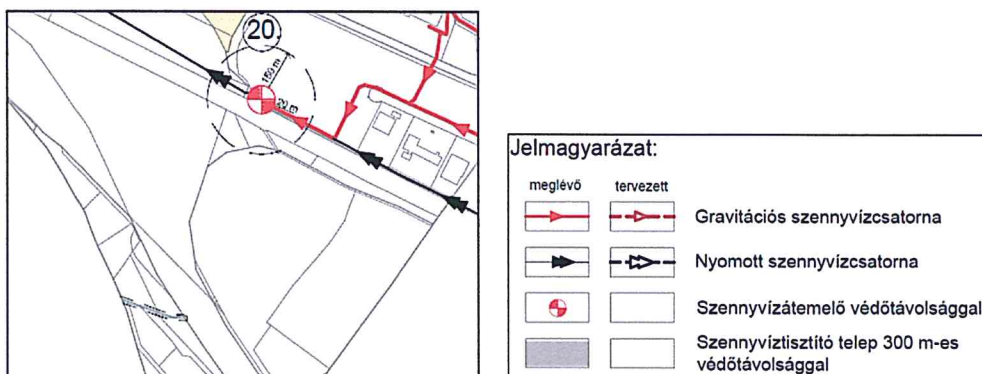 20
150 m
20 m
Jelmagyarázat:
meglévő tervezett
Gravitációs szennyvízcsatorna
Nyomott szennyvízcsatorna
Szennyvízátemelő védőtávolsággal
Szennyvíztisztító telep 300 m-es
védőtávolsággal